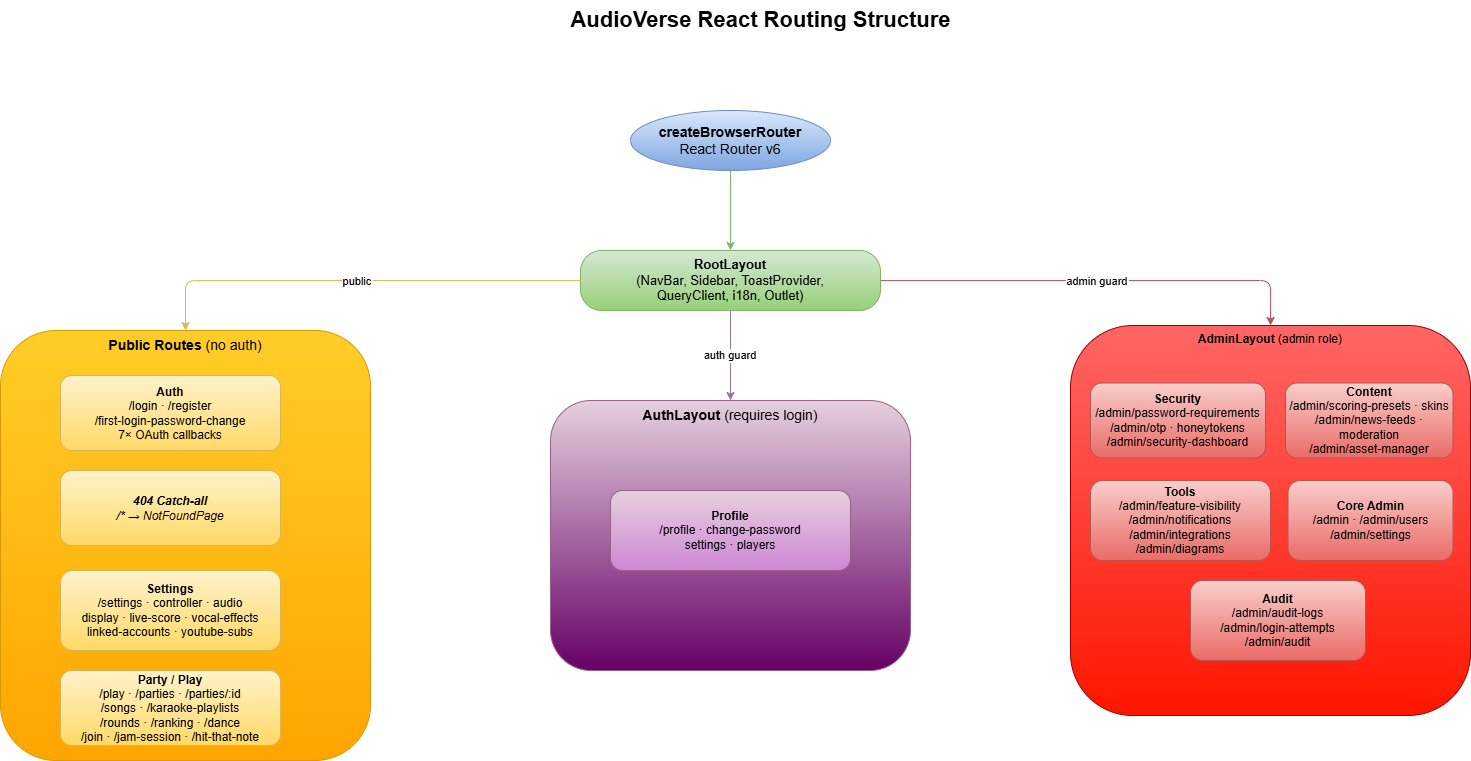 AudioVerse React Routing Structure
createBrowserRouter
React Router v6
RootLayout
(NavBar, Sidebar, ToastProvider,
QueryClient, i18n, Outlet)
public
auth guard
admin guard
Public Routes (no auth)
Auth
/login · /register
/first-login-password-change
7× OAuth callbacks
404 Catch-all
/* → NotFoundPage
Settings
/settings · controller · audio
display · live-score · vocal-effects
linked-accounts · youtube-subs
Party / Play
/play · /parties · /parties/:id
/songs · /karaoke-playlists
/rounds · /ranking · /dance
/join · /jam-session · /hit-that-note
AuthLayout (requires login)
Profile
/profile · change-password
settings · players
AdminLayout (admin role)
Security
/admin/password-requirements
/admin/otp · honeytokens
/admin/security-dashboard
Content
/admin/scoring-presets · skins
/admin/news-feeds ·
moderation
/admin/asset-manager
Tools
/admin/feature-visibility
/admin/notifications
/admin/integrations
/admin/diagrams
Core Admin
/admin · /admin/users
/admin/settings
Audit
/admin/audit-logs
/admin/login-attempts
/admin/audit